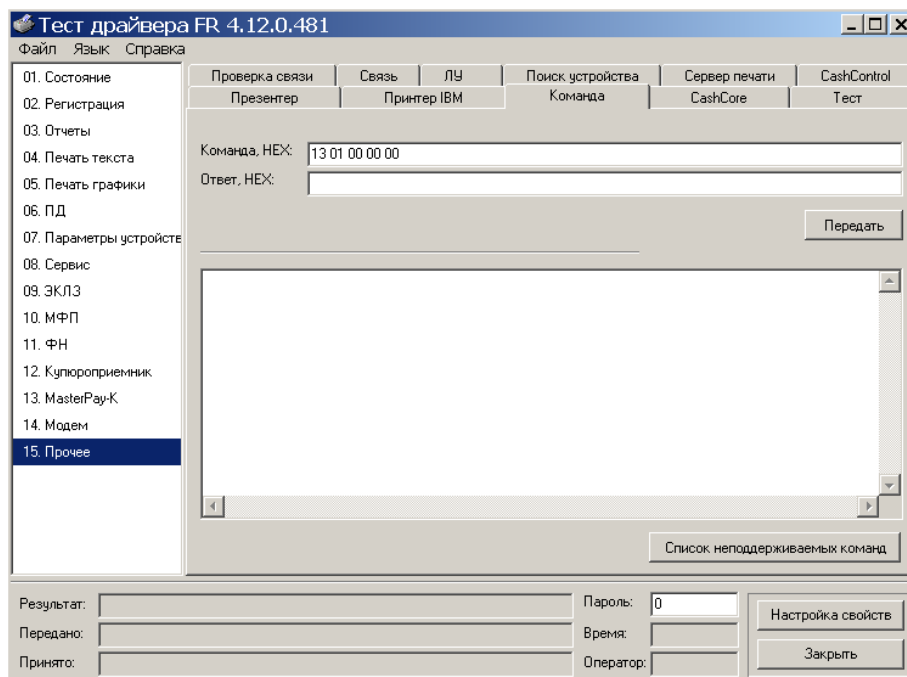 Тест драйвера FR 4.12.0.481
Файл Язык Справка
01. Состояние
02. Регистрация
03. Отчеты
04. Печать текста
05. Печать графики
06. ПД
07. Параметры устройств
08. Сервис
09. ЭКЛЗ
10. МФП
11. ФН
12. Купюроприемник
13. MasterPay-K
14. Модем
15. Прочее
Проверка связи Связь ЛУ Поиск устройства Сервер печати CashControl
Презентер Принтер IBM Команда CashCore Тест
Команда, HEX: 13 01 00 00 00
Ответ, HEX:
Передать
Список неподдерживаемых команд
Результат:
Передано:
Принято:
Пароль: 0
Время:
Оператор:
Настройка свойств
Закрыть